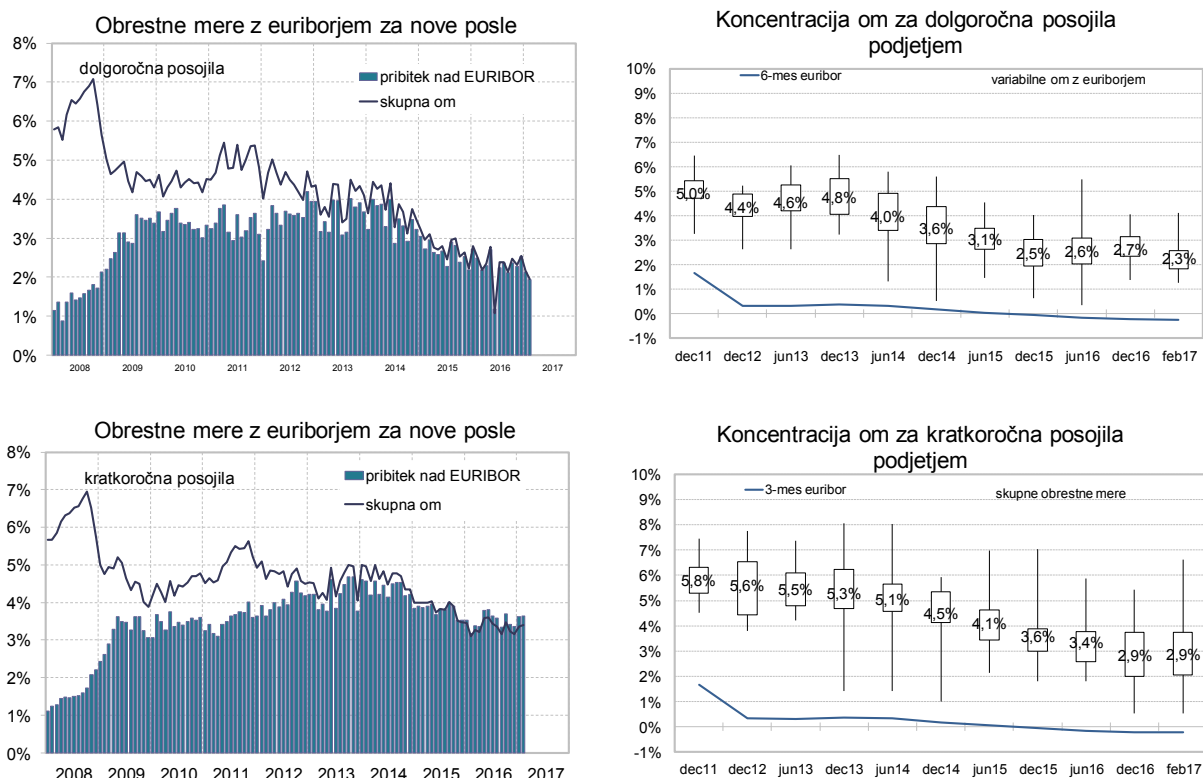 Obrestne mere z euriborjem za nove posle
8%
7%
6%
5%
4%
3%
2%
1%
0%
dolgoročna posojila
pribitek nad EURIBOR
skupna om
2008 2009 2010 2011 2012 2013 2014 2015 2016 2017
Koncentracija om za dolgoročna posojila
podjetjem
10%
9%
8%
7%
6%
5%
4%
3%
2%
1%
0%
-1%
6-mes euribor
variabilne om z euriborjem
5,0% 4,4% 4,6% 4,8% 4,0% 3,6% 3,1% 2,5% 2,6% 2,7% 2,3%
dec11 dec12 jun13 dec13 jun14 dec14 jun15 dec15 jun16 dec16 feb17
Obrestne mere z euriborjem za nove posle
8%
7%
6%
5%
4%
3%
2%
1%
0%
kratkoročna posojila
pribitek nad EURIBOR
skupna om
2008 2009 2010 2011 2012 2013 2014 2015 2016 2017
Koncentracija om za kratkoročna posojila
podjetjem
10%
9%
8%
7%
6%
5%
4%
3%
2%
1%
0%
-1%
3-mes euribor
skupne obrestne mere
5,8% 5,6% 5,5% 5,3% 5,1% 4,5% 4,1% 3,6% 3,4% 2,9% 2,9%
dec11 dec12 jun13 dec13 jun14 dec14 jun15 dec15 jun16 dec16 feb17